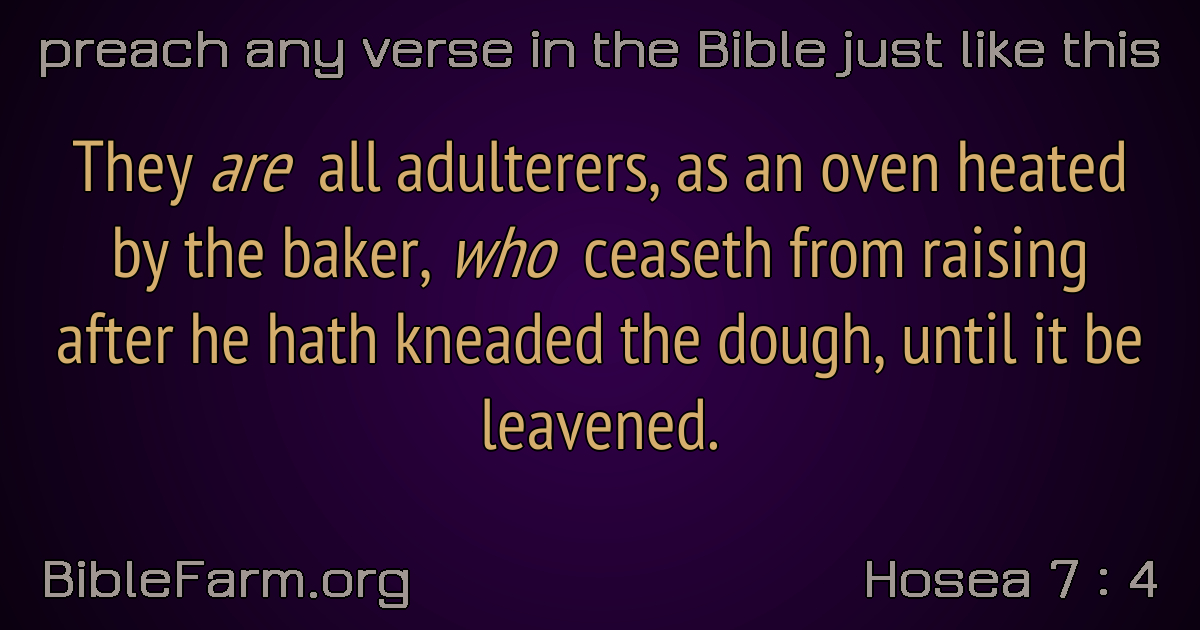 preach any verse in the Bible just like this
They are all adulterers, as an oven heated
by the baker, who ceaseth from raising
after he hath kneaded the dough, until it be
leavened.
BibleFarm.org
Hosea 7 : 4